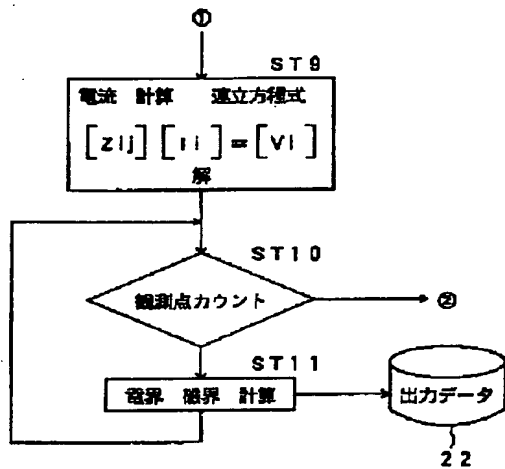 ①
ST9
電流 計算 連立方程式
[Zij][Ii]=[Vi]
解
ST10
観測点カウント
②
ST11
電界 磁界 計算
出力データ
22